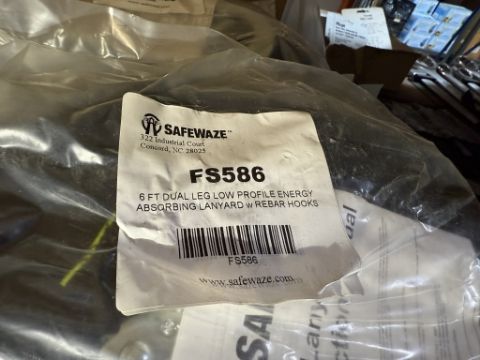 SAFEWAZE™
322 Industrial Court
Concord, NC 28025
FS586
6 FT DUAL LEG LOW PROFILE ENERGY
ABSORBING LANYARD w REBAR HOOKS
FS586
www.safewaze.com